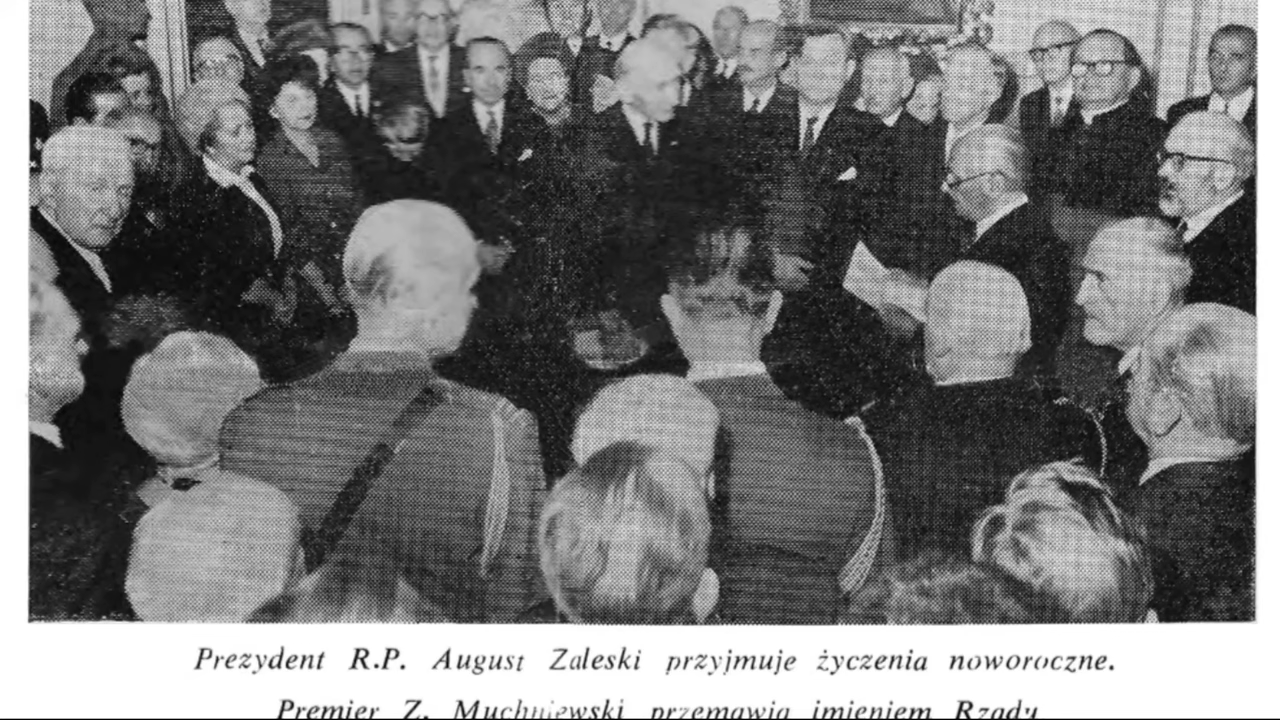 Prezydent R.P. August Zaleski przyjmuje życzenia noworoczne.
Premier Z. Muchniewski przemawia imieniem Rządu